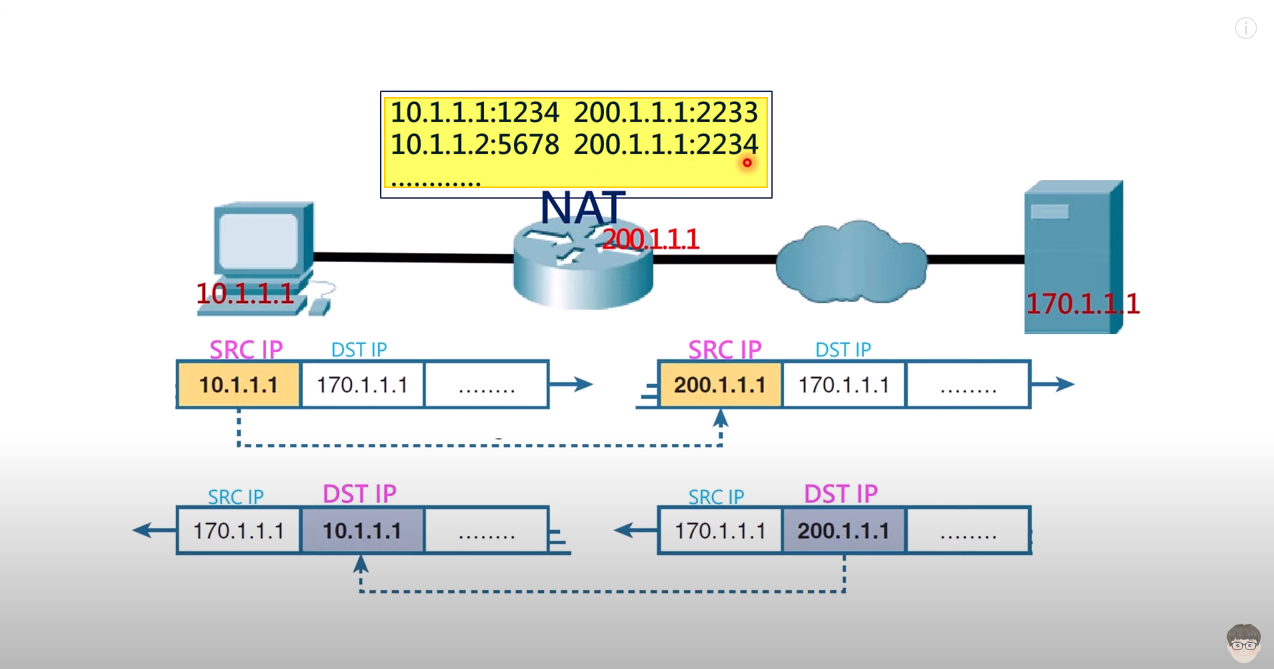 10.1.1.1:1234 200.1.1.1:2233
10.1.1.2:5678 200.1.1.1:2234
............
NAT
200.1.1.1
10.1.1.1
170.1.1.1
SRC IP DST IP SRC IP DST IP
10.1.1.1 170.1.1.1 ........ 200.1.1.1 170.1.1.1 ........
SRC IP DST IP SRC IP DST IP
170.1.1.1 10.1.1.1 ........ 170.1.1.1 200.1.1.1 ........